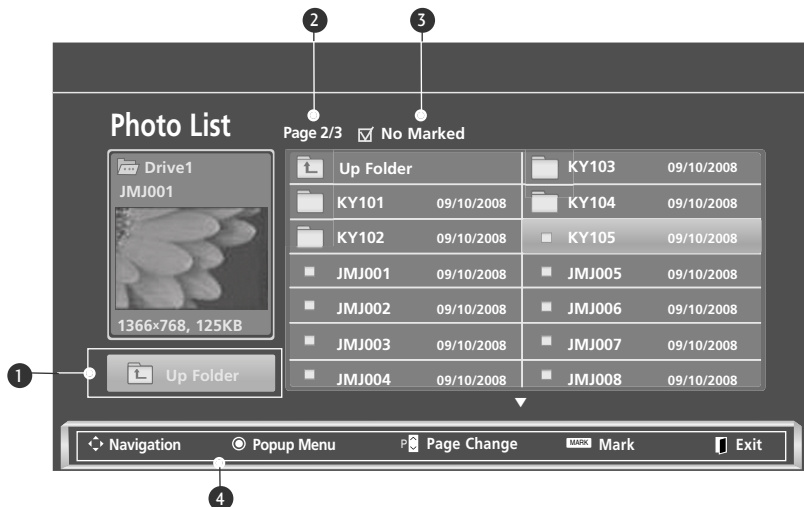 2 3
Photo List
Page 2/3 No Marked
Drive1
JMJ001
1366×768, 125KB
Up Folder
KY101 09/10/2008
KY102 09/10/2008
JMJ001 09/10/2008
JMJ002 09/10/2008
JMJ003 09/10/2008
JMJ004 09/10/2008
KY103 09/10/2008
KY104 09/10/2008
KY105 09/10/2008
JMJ005 09/10/2008
JMJ006 09/10/2008
JMJ007 09/10/2008
JMJ008 09/10/2008
1
Up Folder
Navigation Popup Menu P Page Change MARK Mark Exit
4